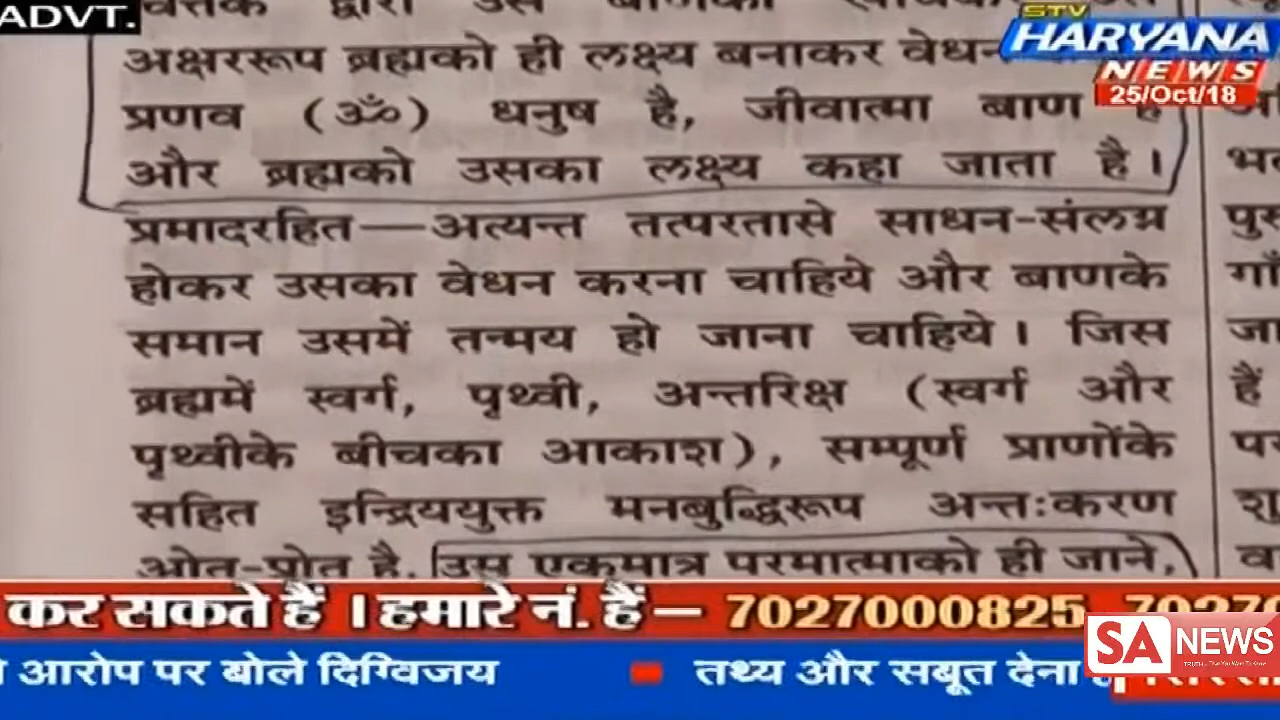 ADVT.
द्वारा उस
अक्षररूप ब्रह्मको ही लक्ष्य बनाकर वेधन
प्रणव (ॐ) धनुष है, जीवात्मा बाण है
और ब्रह्मको उसका लक्ष्य कहा जाता है।
प्रमादरहित—अत्यन्त तत्परतासे साधन-संलग्न
होकर उसका वेधन करना चाहिये और बाणके
समान उसमें तन्मय हो जाना चाहिये। जिस
ब्रह्ममें स्वर्ग, पृथ्वी, अन्तरिक्ष (स्वर्ग और
पृथ्वीके बीचका आकाश), सम्पूर्ण प्राणोंके
सहित इन्द्रिययुक्त मनबुद्धिरूप अन्तःकरण
ओत-प्रोत है, उस एकमात्र परमात्माको ही जाने,
STV
HARYANA
NEWS
25/Oct/18
कर सकते हैं । हमारे नं. हैं – 7027000825, 70270
आरोप पर बोले दिग्विजय ■ तथ्य और सबूत देना
SA NEWS